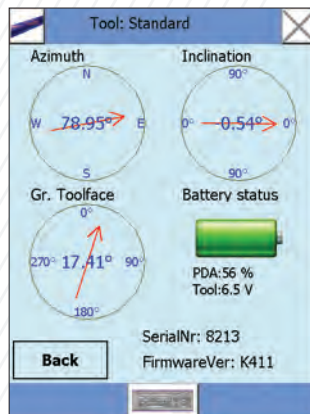 Tool: Standard
Azimuth
Inclination
N
W
78.95°
E
S
90°
0°
-0.54°
0°
90°
Gr. Toolface
Battery status
0°
270°
17.41°
90°
180°
PDA:56 %
Tool:6.5 V
SerialNr: 8213
Back
FirmwareVer: K411